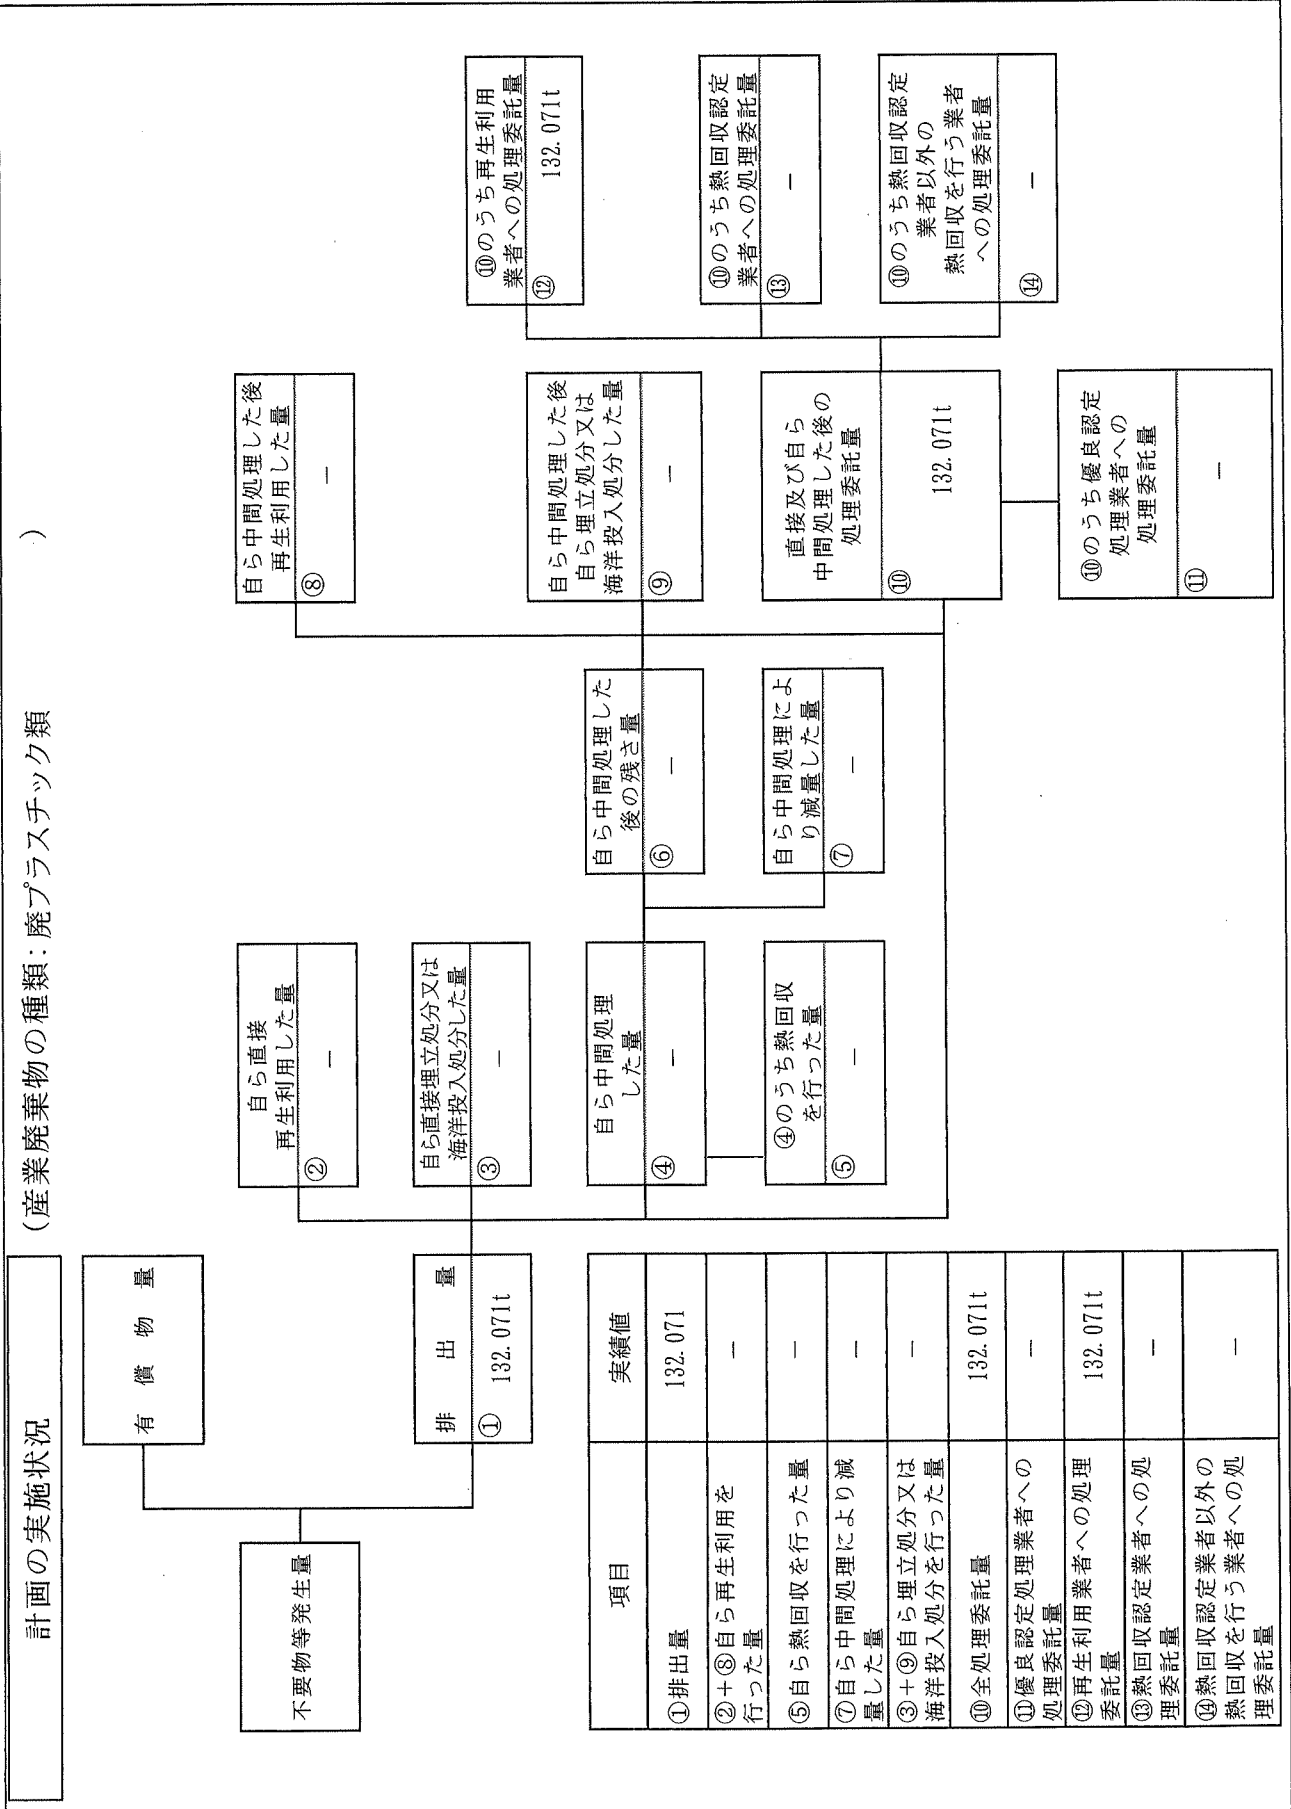 計画の実施状況
(産業廃棄物の種類：廃プラスチック類 )
不要物等発生量
有償物量
排出量
① 132.071t
自ら直接
再生利用した量
② －
自ら直接埋立処分又は
海洋投入処分した量
③ －
自ら中間処理
した量
④ －
④のうち熱回収
を行った量
⑤ －
自ら中間処理した
後の残さ量
⑥ －
自ら中間処理によ
り減量した量
⑦ －
自ら中間処理した後
再生利用した量
⑧ －
自ら中間処理した後
自ら埋立処分又は
海洋投入処分した量
⑨ －
直接及び自ら
中間処理した後の
処理委託量
⑩ 132.071t
⑩のうち優良認定
処理業者への
処理委託量
⑪ －
⑩のうち再生利用
業者への処理委託量
⑫ 132.071t
⑩のうち熱回収認定
業者への処理委託量
⑬ －
⑩のうち熱回収認定
業者以外の
熱回収を行う業者
への処理委託量
⑭ －
項目 実績値
①排出量 132.071
②＋⑧自ら再生利用を
行った量 －
⑤自ら熱回収を行った量 －
⑦自ら中間処理により減
量した量 －
③＋⑨自ら埋立処分又は
海洋投入処分を行った量 －
⑩全処理委託量 132.071t
⑪優良認定処理業者への
処理委託量 －
⑫再生利用業者への処理
委託量 132.071t
⑬熱回収認定業者への処
理委託量 －
⑭熱回収認定業者以外の
熱回収を行う業者への処
理委託量 －